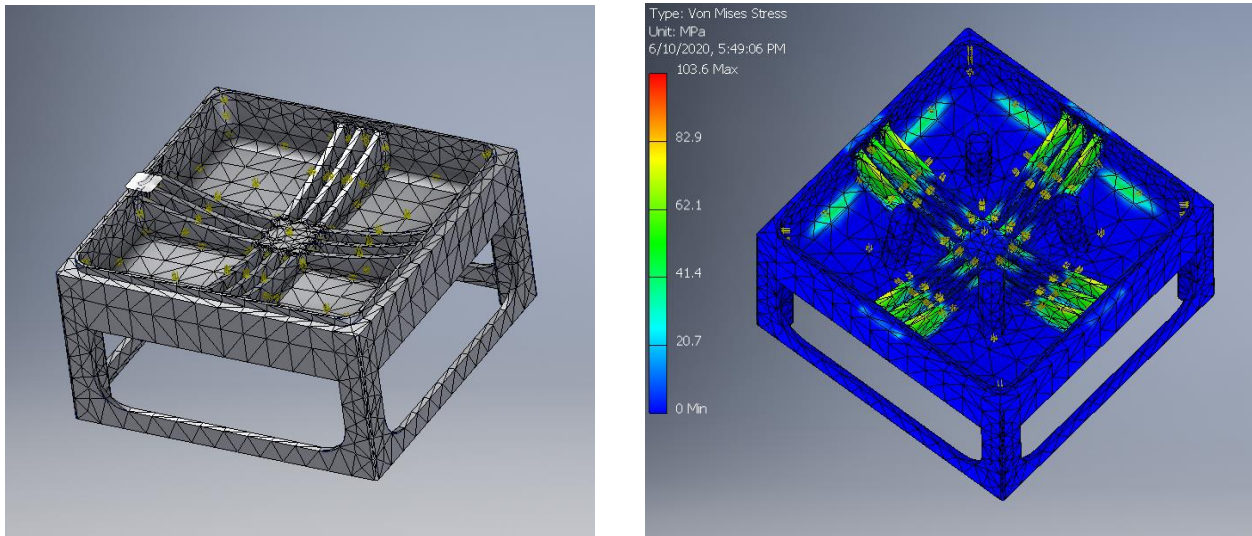 Type: Von Mises Stress
Unit: MPa
6/10/2020, 5:49:06 PM
103.6 Max
82.9
62.1
41.4
20.7
0 Min